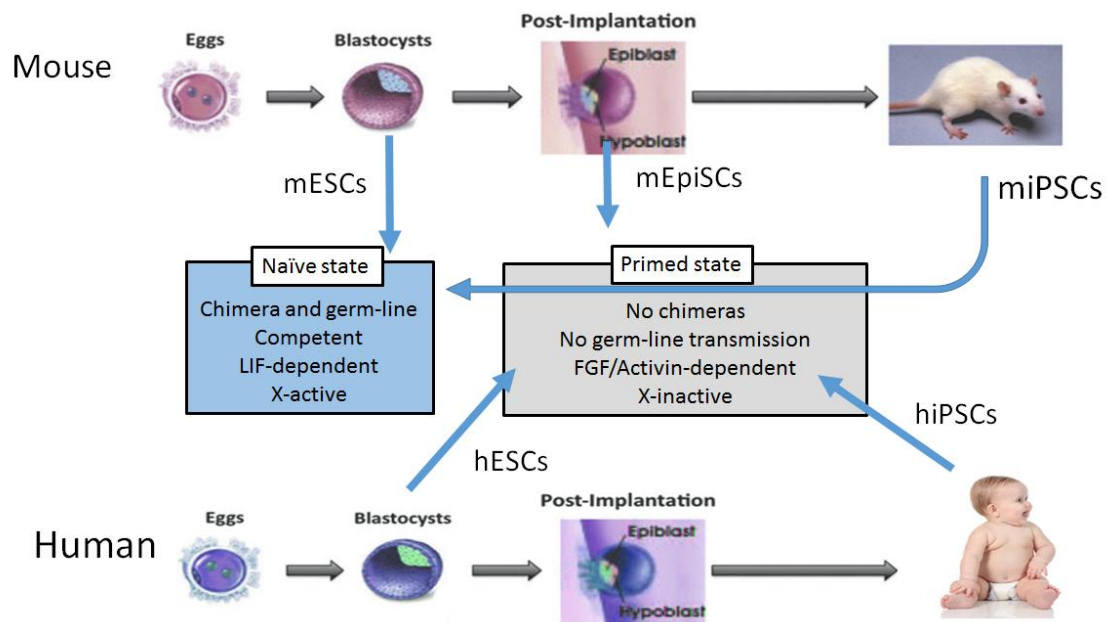 Mouse
Eggs
Blastocysts
Post-Implantation
Epiblast
Hypoblast
mESCs
mEpiSCs
miPSCs
Naïve state
Chimera and germ-line
Competent
LIF-dependent
X-active
Primed state
No chimeras
No germ-line transmission
FGF/Activin-dependent
X-inactive
hESCs
hiPSCs
Human
Eggs
Blastocysts
Post-Implantation
Epiblast
Hypoblast